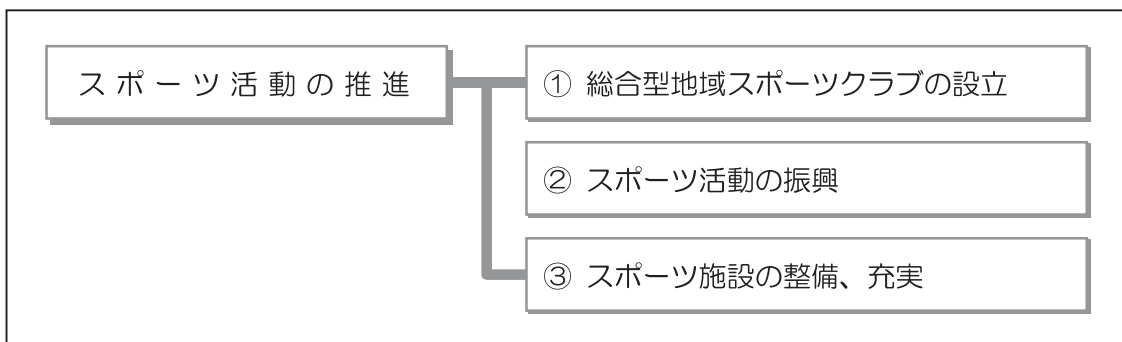 スポーツ活動の推進
① 総合型地域スポーツクラブの設立
② スポーツ活動の振興
③ スポーツ施設の整備、充実